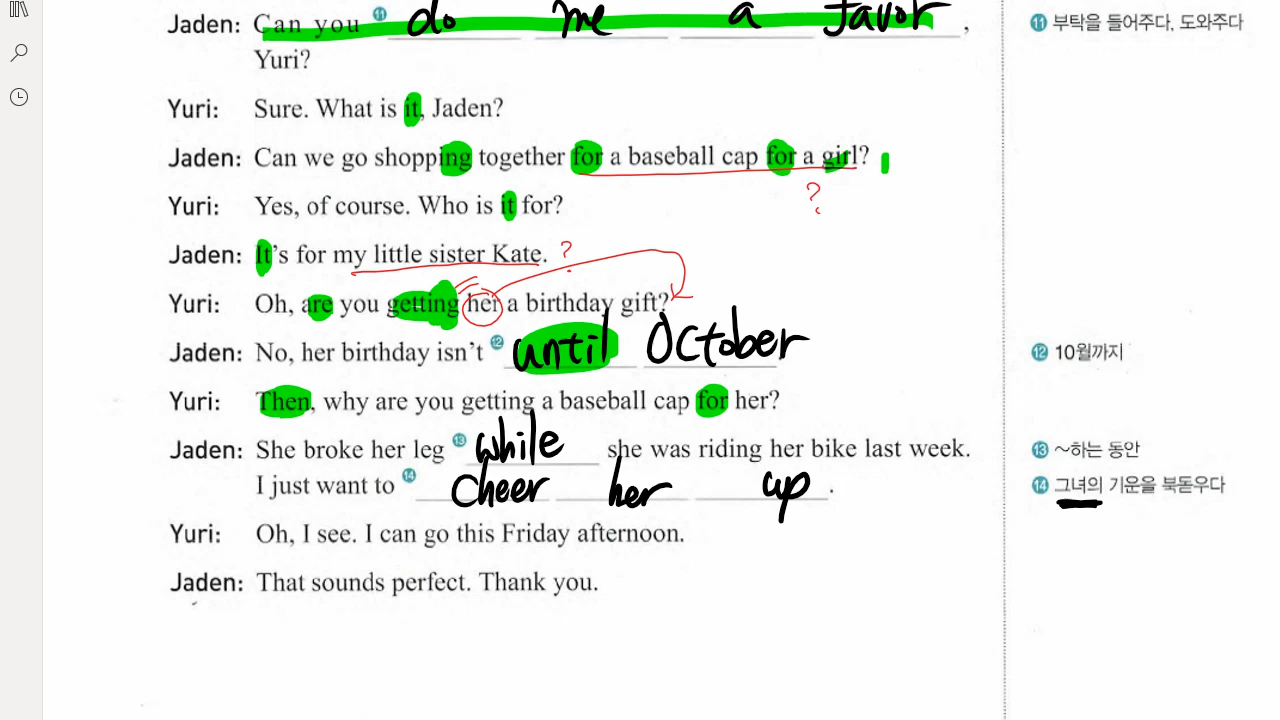 Jaden: Can you ⑪ do me a favor, ⑪ 부탁을 들어주다, 도와주다
Yuri?
Yuri: Sure. What is it, Jaden?
Jaden: Can we go shopping together for a baseball cap for a girl?
?
Yuri: Yes, of course. Who is it for?
Jaden: It's for my little sister Kate. ?
Yuri: Oh, are you getting her a birthday gift?
Jaden: No, her birthday isn't ⑫ until October ⑫ 10월까지
Yuri: Then, why are you getting a baseball cap for her?
Jaden: She broke her leg ⑬ while she was riding her bike last week. ⑬ ~하는 동안
I just want to ⑭ cheer her up. ⑭ 그녀의 기운을 북돋우다
Yuri: Oh, I see. I can go this Friday afternoon.
Jaden: That sounds perfect. Thank you.